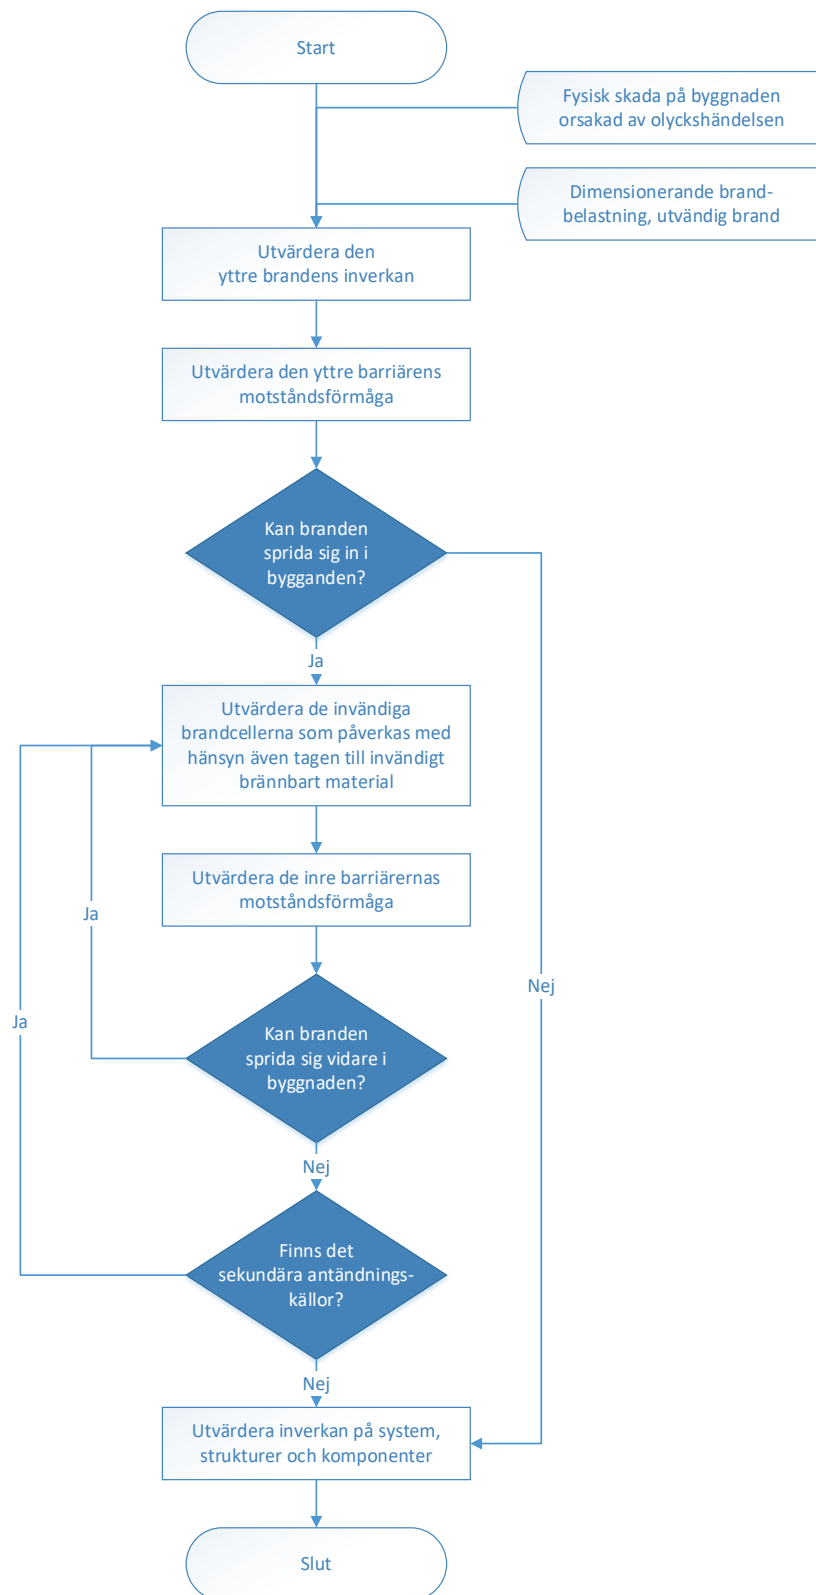 Start
Fysisk skada på byggnaden
orsakad av olyckshändelsen
Dimensionerande brand-
belastning, utvändig brand
Utvärdera den
yttre brandens inverkan
Utvärdera den yttre barriärens
motståndsförmåga
Kan branden
sprida sig in i
bygganden?
Ja
Utvärdera de invändiga
brandcellerna som påverkas med
hänsyn även tagen till invändigt
brännbart material
Utvärdera de inre barriärernas
motståndsförmåga
Ja
Nej
Ja
Kan branden
sprida sig vidare i
byggnaden?
Nej
Finns det
sekundära antändnings-
källor?
Nej
Utvärdera inverkan på system,
strukturer och komponenter
Slut